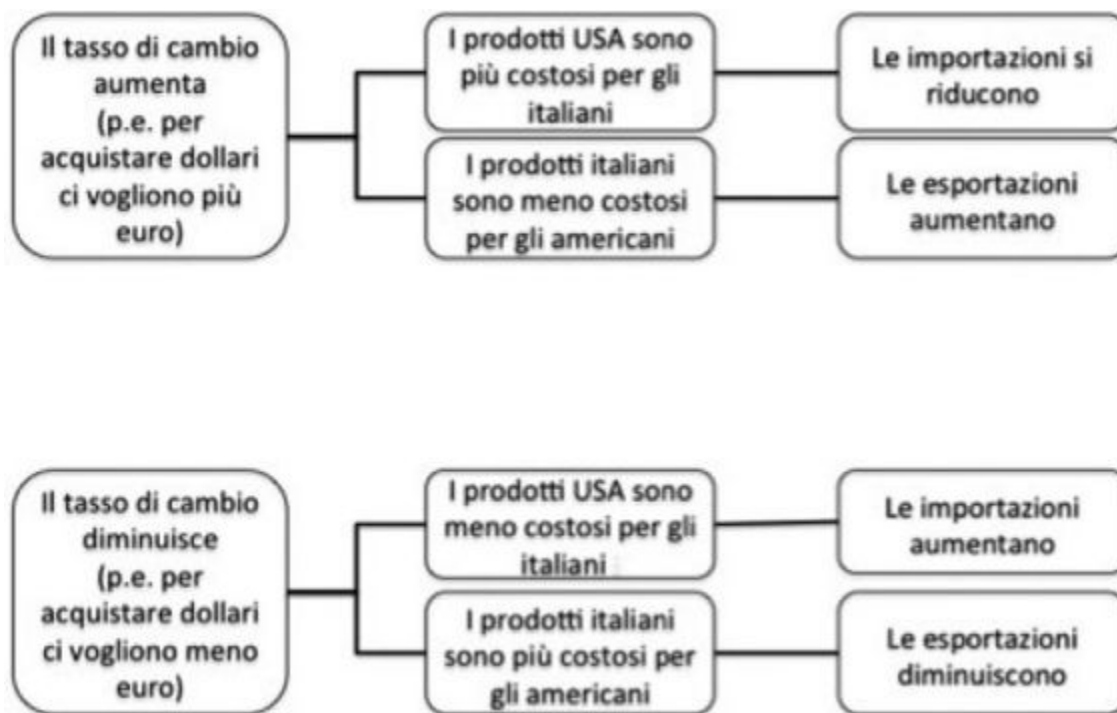 Il tasso di cambio
aumenta
(p.e. per
acquistare dollari
ci vogliono più
euro)
I prodotti USA sono
più costosi per gli
italiani
Le importazioni si
riducono
I prodotti italiani
sono meno costosi
per gli americani
Le esportazioni
aumentano
Il tasso di cambio
diminuisce
(p.e. per
acquistare dollari
ci vogliono meno
euro)
I prodotti USA sono
meno costosi per gli
italiani
Le importazioni
aumentano
I prodotti italiani
sono più costosi per
gli americani
Le esportazioni
diminuiscono